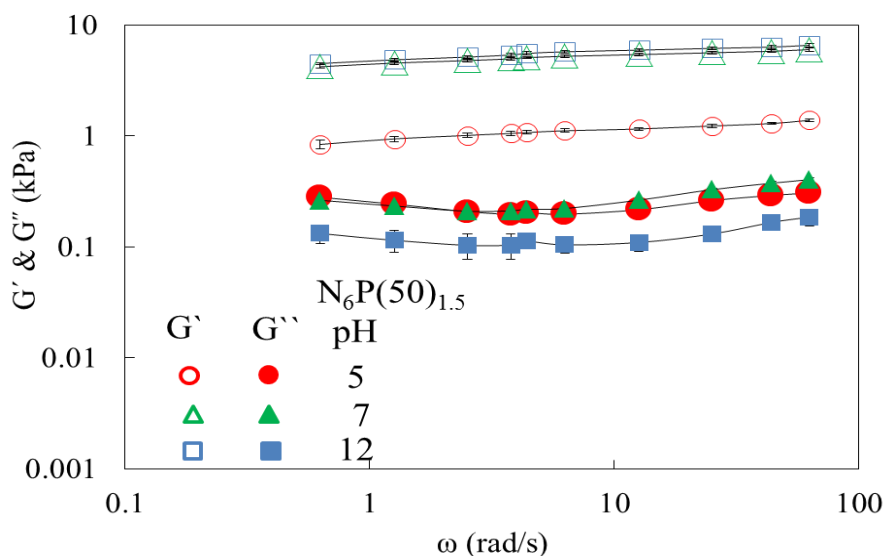 10
1
0.1
0.01
0.001
G′ & G″ (kPa)
N₆P(50)₁.₅
G` G`` pH
5
7
12
0.1 1 10 100
ω (rad/s)